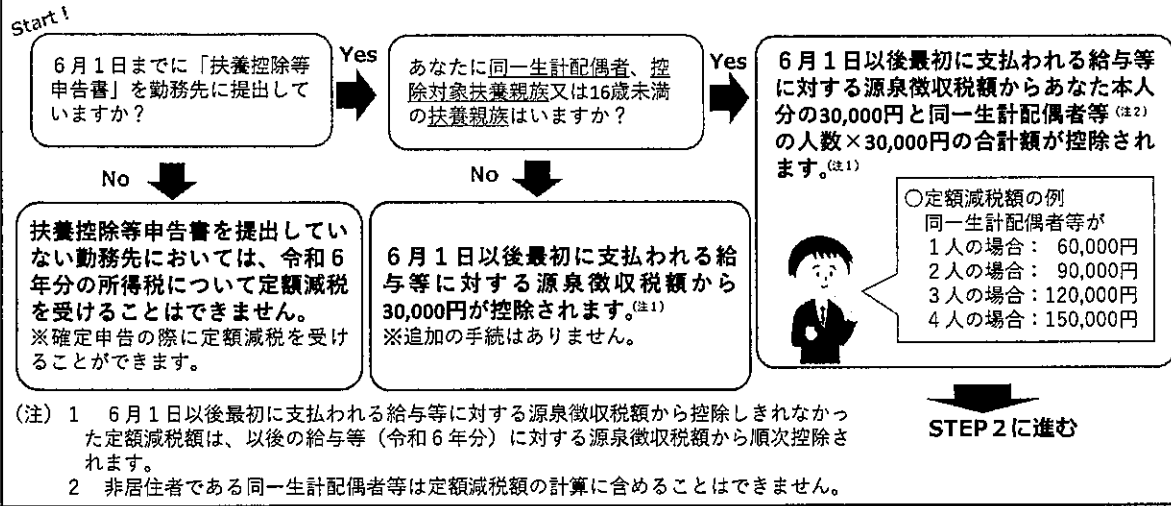 Start!
６月１日までに「扶養控除等
申告書」を勤務先に提出して
いますか？
Yes
あなたに同一生計配偶者、控
除対象扶養親族又は16歳未満
の扶養親族はいますか？
Yes
６月１日以後最初に支払われる給与等
に対する源泉徴収税額からあなた本人
分の30,000円と同一生計配偶者等（注２）
の人数×30,000円の合計額が控除され
ます。（注１）
○定額減税額の例
同一生計配偶者等が
１人の場合： 60,000円
２人の場合： 90,000円
３人の場合：120,000円
４人の場合：150,000円
No
扶養控除等申告書を提出してい
ない勤務先においては、令和６
年分の所得税について定額減税
を受けることはできません。
※確定申告の際に定額減税を受け
ることができます。
No
６月１日以後最初に支払われる給
与等に対する源泉徴収税額から
30,000円が控除されます。（注１）
※追加の手続はありません。
STEP２に進む
（注）１　６月１日以後最初に支払われる給与等に対する源泉徴収税額から控除しきれなかっ
た定額減税額は、以後の給与等（令和６年分）に対する源泉徴収税額から順次控除さ
れます。
２　非居住者である同一生計配偶者等は定額減税額の計算に含めることはできません。